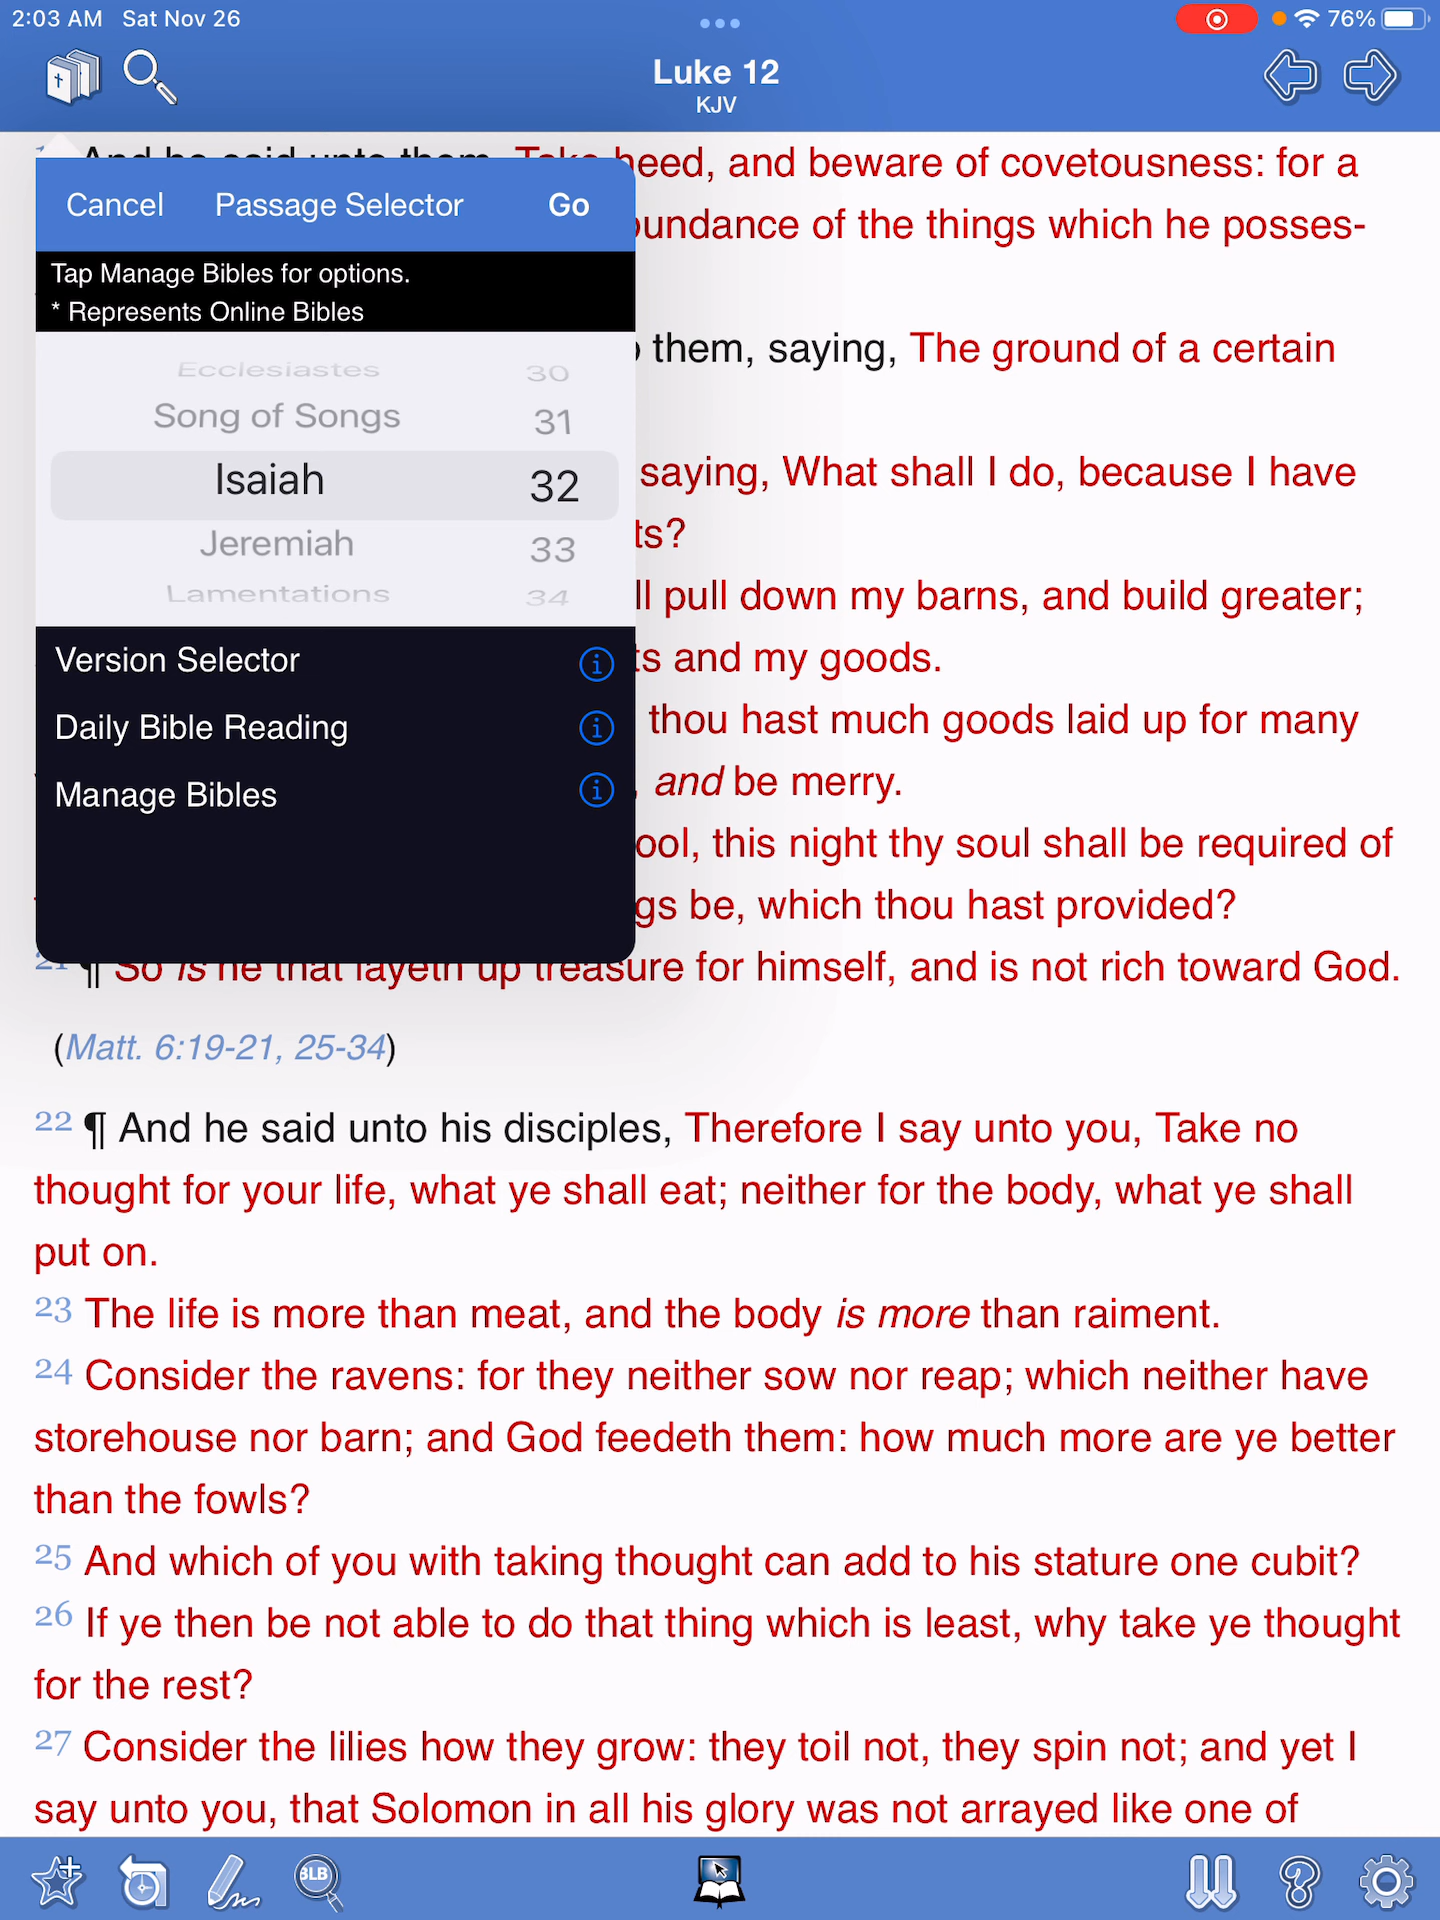 2:03 AM Sat Nov 26
76%
Luke 12
KJV
And he said unto them, Take heed, and beware of covetousness: for a
Cancel Passage Selector Go
undance of the things which he posses-
Tap Manage Bibles for options.
* Represents Online Bibles
them, saying, The ground of a certain
Ecclesiastes 30
Song of Songs 31
Isaiah 32
Jeremiah 33
Lamentations 34
saying, What shall I do, because I have
ts?
ll pull down my barns, and build greater;
Version Selector
ts and my goods.
Daily Bible Reading
thou hast much goods laid up for many
Manage Bibles
, and be merry.
ool, this night thy soul shall be required of
gs be, which thou hast provided?
21 ¶ So is he that layeth up treasure for himself, and is not rich toward God.
(Matt. 6:19-21, 25-34)
22 ¶ And he said unto his disciples, Therefore I say unto you, Take no
thought for your life, what ye shall eat; neither for the body, what ye shall
put on.
23 The life is more than meat, and the body is more than raiment.
24 Consider the ravens: for they neither sow nor reap; which neither have
storehouse nor barn; and God feedeth them: how much more are ye better
than the fowls?
25 And which of you with taking thought can add to his stature one cubit?
26 If ye then be not able to do that thing which is least, why take ye thought
for the rest?
27 Consider the lilies how they grow: they toil not, they spin not; and yet I
say unto you, that Solomon in all his glory was not arrayed like one of
BLB